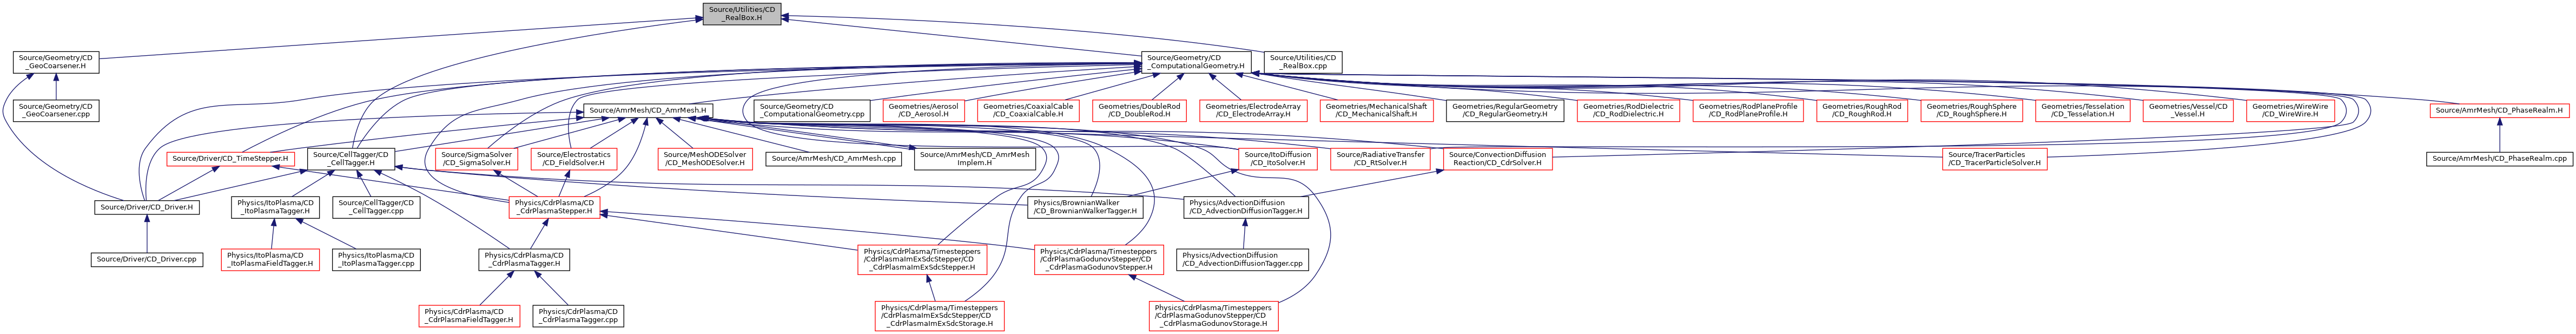 Source/Utilities/CD
_RealBox.H
Source/Geometry/CD
_GeoCoarsener.H
Source/Geometry/CD
_ComputationalGeometry.H
Source/Utilities/CD
_RealBox.cpp
Source/Geometry/CD
_GeoCoarsener.cpp
Source/AmrMesh/CD_AmrMesh.H
Source/Geometry/CD
_ComputationalGeometry.cpp
Geometries/Aerosol
/CD_Aerosol.H
Geometries/CoaxialCable
/CD_CoaxialCable.H
Geometries/DoubleRod
/CD_DoubleRod.H
Geometries/ElectrodeArray
/CD_ElectrodeArray.H
Geometries/MechanicalShaft
/CD_MechanicalShaft.H
Geometries/RegularGeometry
/CD_RegularGeometry.H
Geometries/RodDielectric
/CD_RodDielectric.H
Geometries/RodPlaneProfile
/CD_RodPlaneProfile.H
Geometries/RoughRod
/CD_RoughRod.H
Geometries/RoughSphere
/CD_RoughSphere.H
Geometries/Tesselation
/CD_Tesselation.H
Geometries/Vessel/CD
_Vessel.H
Geometries/WireWire
/CD_WireWire.H
Source/AmrMesh/CD_PhaseRealm.H
Source/Driver/CD_TimeStepper.H
Source/CellTagger/CD
_CellTagger.H
Source/SigmaSolver
/CD_SigmaSolver.H
Source/Electrostatics
/CD_FieldSolver.H
Source/MeshODESolver
/CD_MeshODESolver.H
Source/AmrMesh/CD_AmrMesh.cpp
Source/AmrMesh/CD_AmrMesh
Implem.H
Source/ItoDiffusion
/CD_ItoSolver.H
Source/RadiativeTransfer
/CD_RtSolver.H
Source/ConvectionDiffusion
Reaction/CD_CdrSolver.H
Source/TracerParticles
/CD_TracerParticleSolver.H
Source/AmrMesh/CD_PhaseRealm.cpp
Source/Driver/CD_Driver.H
Physics/ItoPlasma/CD
_ItoPlasmaTagger.H
Source/CellTagger/CD
_CellTagger.cpp
Physics/CdrPlasma/CD
_CdrPlasmaStepper.H
Physics/BrownianWalker
/CD_BrownianWalkerTagger.H
Physics/AdvectionDiffusion
/CD_AdvectionDiffusionTagger.H
Source/Driver/CD_Driver.cpp
Physics/ItoPlasma/CD
_ItoPlasmaFieldTagger.H
Physics/ItoPlasma/CD
_ItoPlasmaTagger.cpp
Physics/CdrPlasma/CD
_CdrPlasmaTagger.H
Physics/CdrPlasma/Timesteppers
/CdrPlasmaImExSdcStepper/CD
_CdrPlasmaImExSdcStepper.H
Physics/CdrPlasma/Timesteppers
/CdrPlasmaGodunovStepper/CD
_CdrPlasmaGodunovStepper.H
Physics/AdvectionDiffusion
/CD_AdvectionDiffusionTagger.cpp
Physics/CdrPlasma/CD
_CdrPlasmaFieldTagger.H
Physics/CdrPlasma/CD
_CdrPlasmaTagger.cpp
Physics/CdrPlasma/Timesteppers
/CdrPlasmaImExSdcStepper/CD
_CdrPlasmaImExSdcStorage.H
Physics/CdrPlasma/Timesteppers
/CdrPlasmaGodunovStepper/CD
_CdrPlasmaGodunovStorage.H